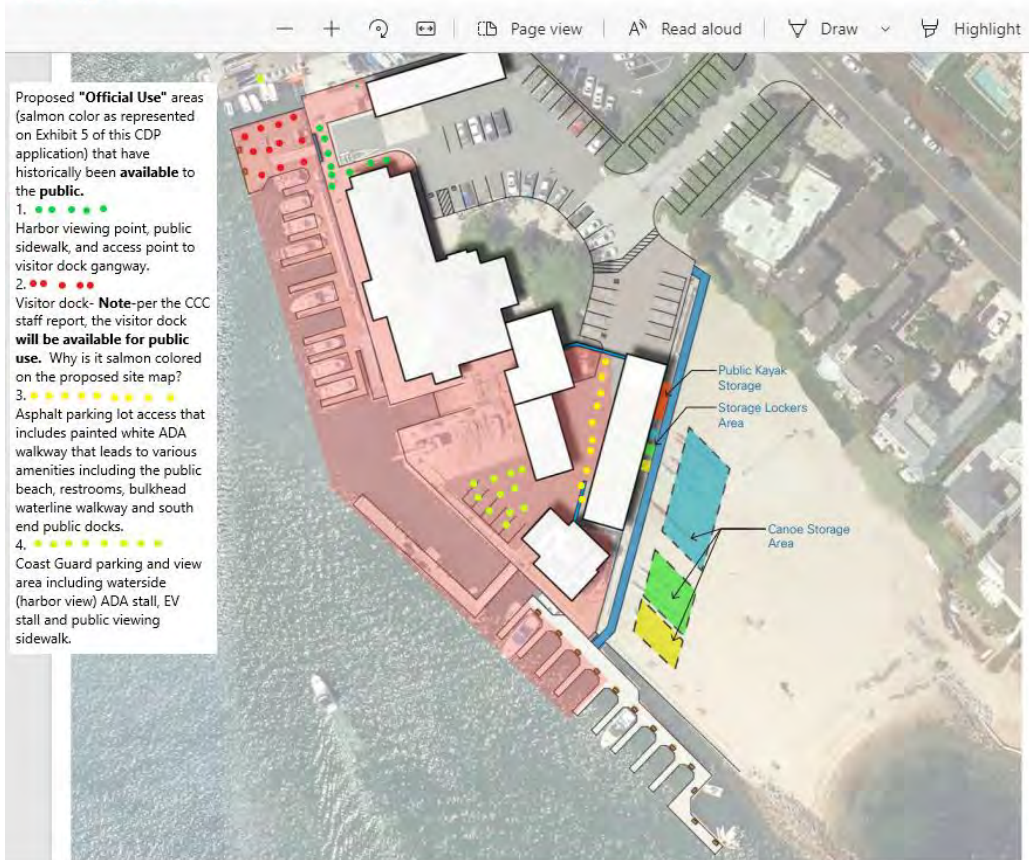 Page view
Read aloud
Draw
Highlight
Proposed "Official Use" areas
(salmon color as represented
on Exhibit 5 of this CDP
application) that have
historically been available to
the public.
1.
Harbor viewing point, public
sidewalk, and access point to
visitor dock gangway.
2.
Visitor dock- Note-per the CCC
staff report, the visitor dock
will be available for public
use. Why is it salmon colored
on the proposed site map?
3.
Asphalt parking lot access that
includes painted white ADA
walkway that leads to various
amenities including the public
beach, restrooms, bulkhead
waterline walkway and south
end public docks.
4.
Coast Guard parking and view
area including waterside
(harbor view) ADA stall, EV
stall and public viewing
sidewalk.
Public Kayak
Storage
Storage Lockers
Area
Canoe Storage
Area